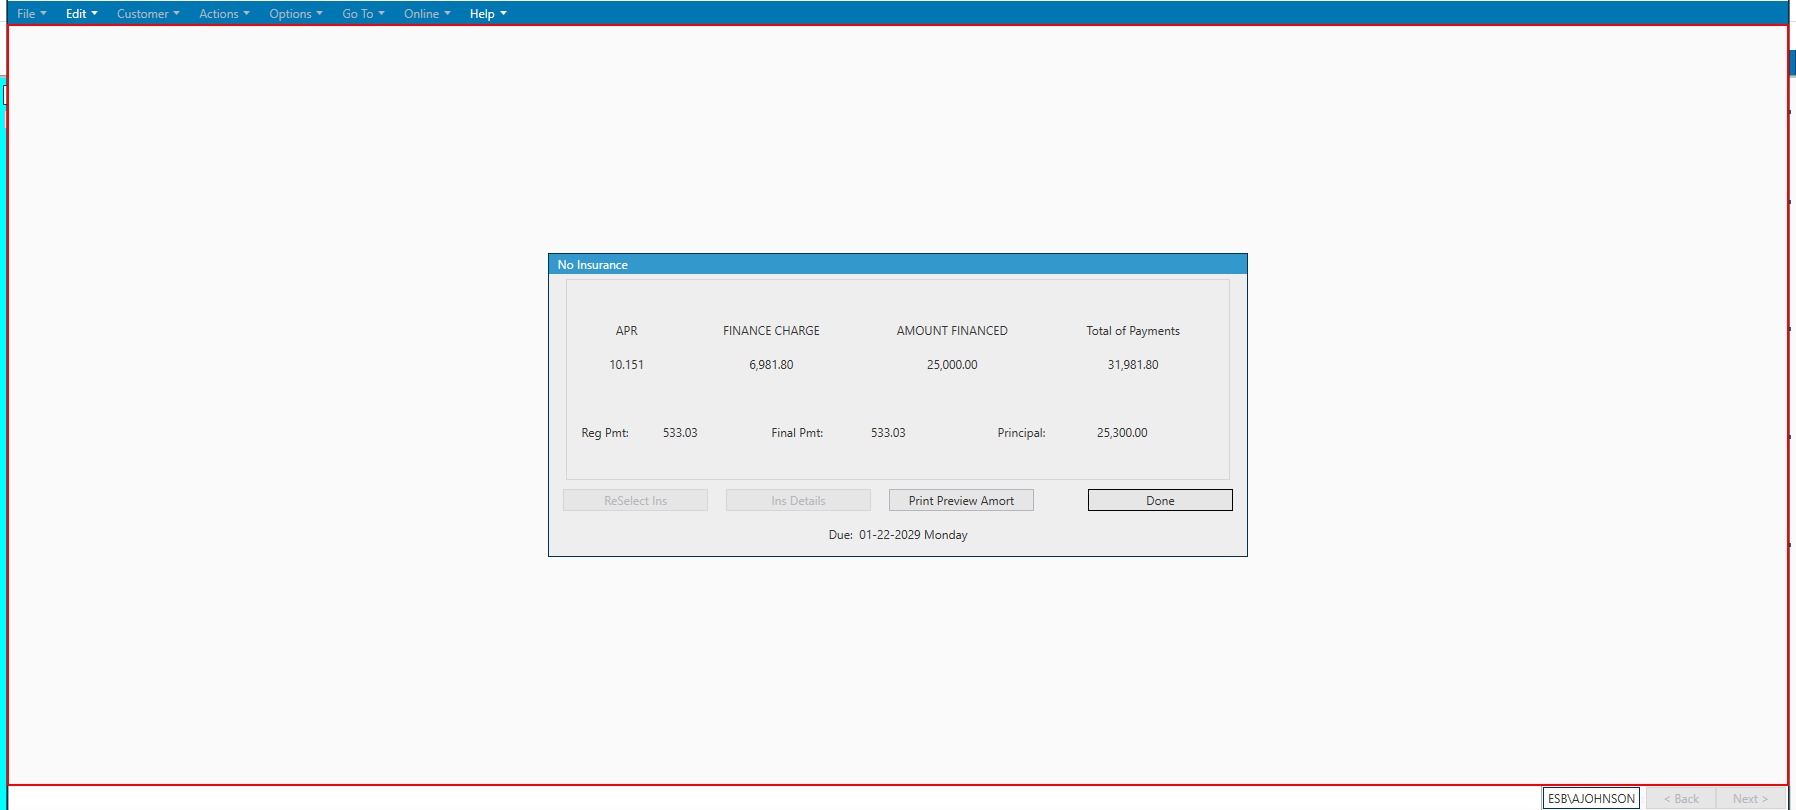 File Edit Customer Actions Options Go To Online Help
No Insurance
APR FINANCE CHARGE AMOUNT FINANCED Total of Payments
10.151 6,981.80 25,000.00 31,981.80
Reg Pmt: 533.03 Final Pmt: 533.03 Principal: 25,300.00
ReSelect Ins Ins Details Print Preview Amort Done
Due: 01-22-2029 Monday
ESB\AJOHNSON < Back Next >